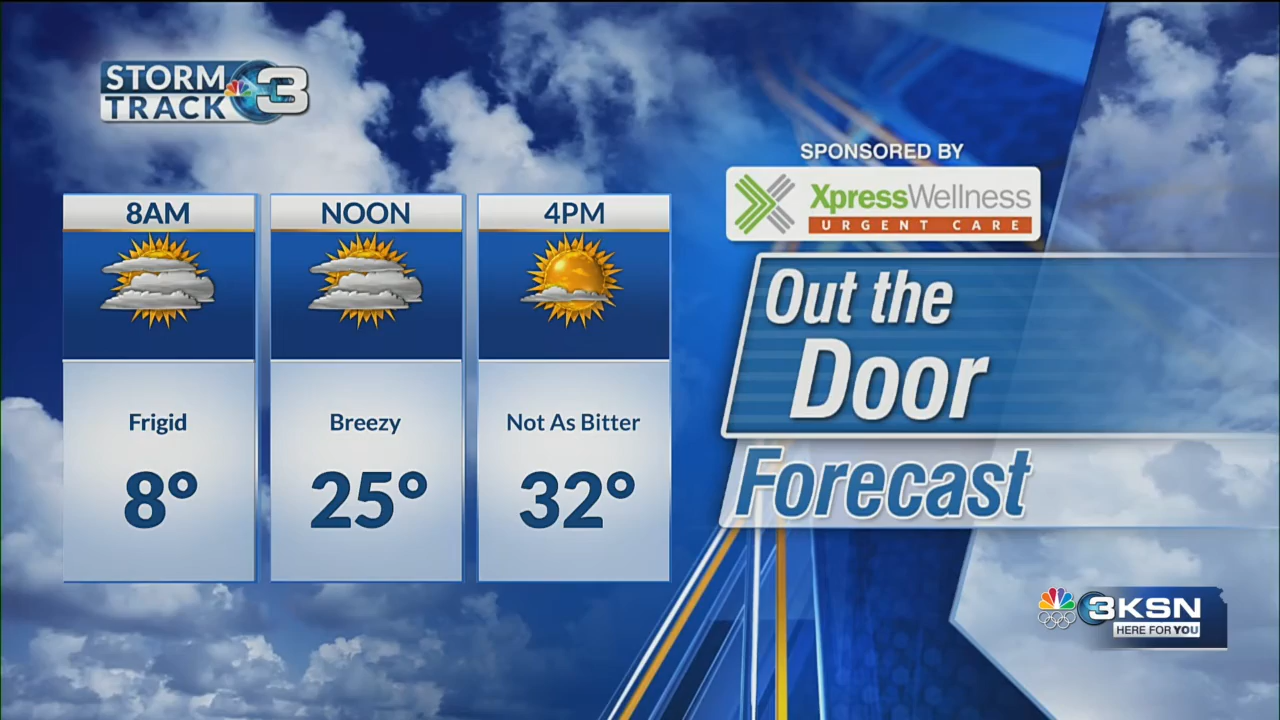 STORM
TRACK 3
8AM
Frigid
8°
NOON
Breezy
25°
4PM
Not As Bitter
32°
SPONSORED BY
XpressWellness
URGENT CARE
Out the
Door
Forecast
3KSN
HERE FOR YOU